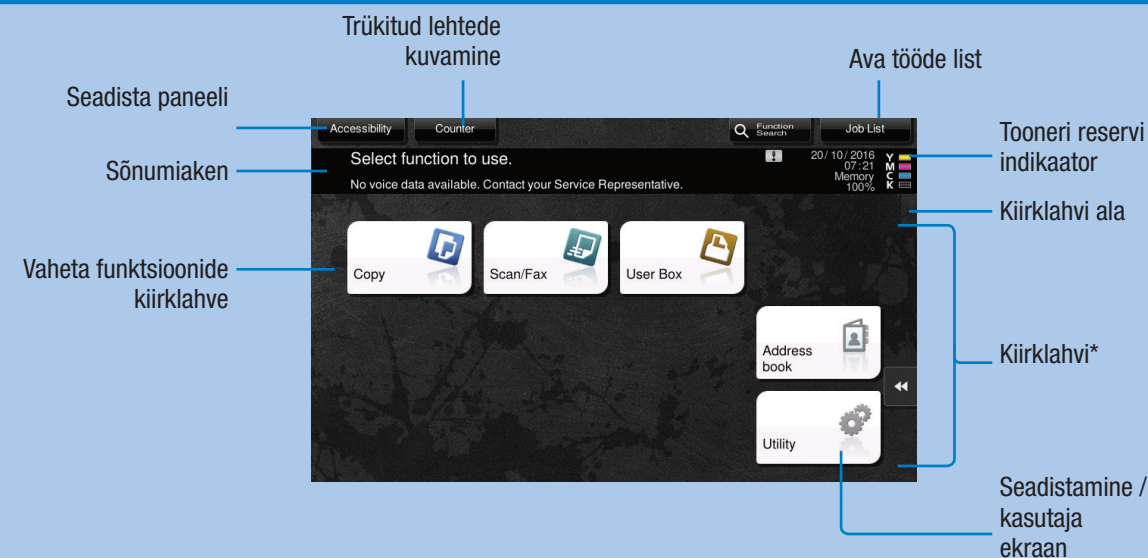 Trükitud lehtede
kuvamine
Ava tööde list
Seadista paneeli
Accessibility
Counter
Function
Search
Job List
Tooneri reservi
indikaator
Sõnumiaken
Select function to use.
20/10/2016
07:21
Memory
100%
Y
M
C
K
No voice data available. Contact your Service Representative.
Kiirklahvi ala
Vaheta funktsioonide
kiirklahve
Copy
Scan/Fax
User Box
Address
book
Kiirklahvi*
Utility
Seadistamine /
kasutaja
ekraan